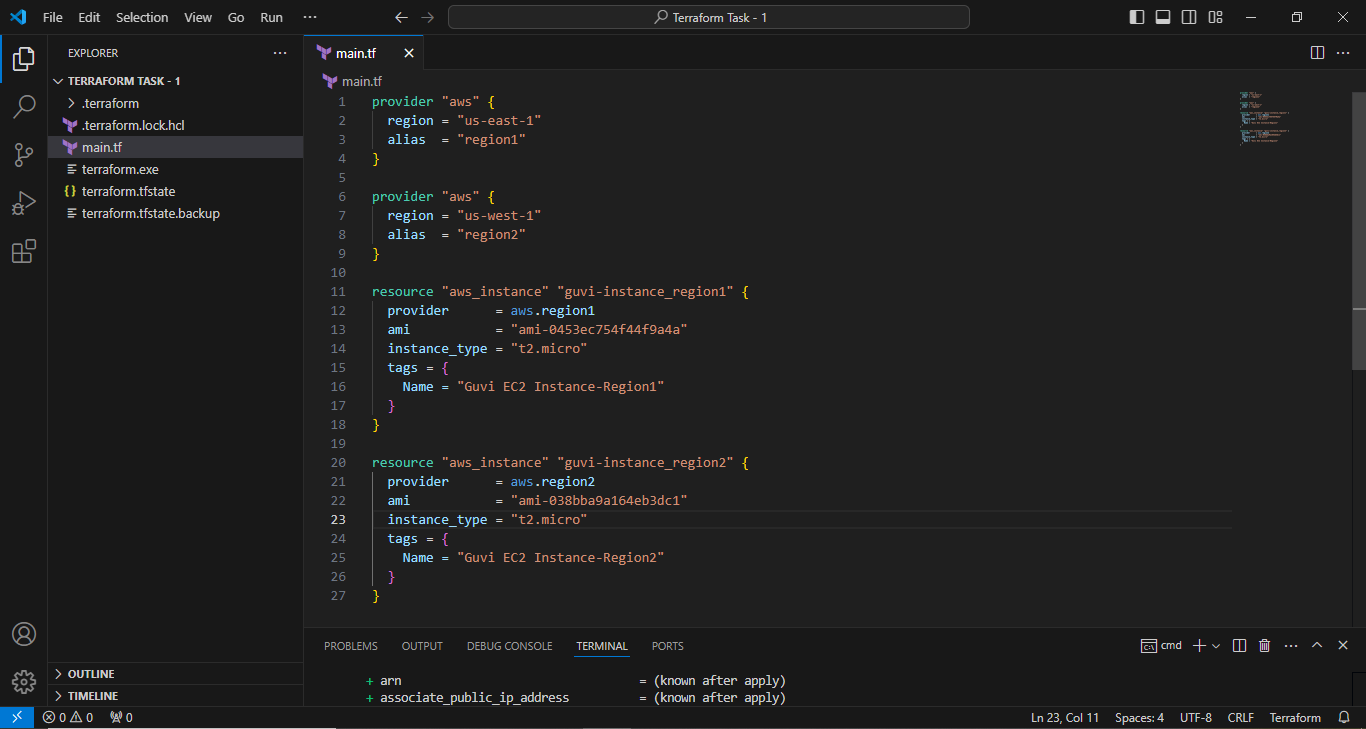 File Edit Selection View Go Run ···
Terraform Task - 1
EXPLORER
TERRAFORM TASK - 1
.terraform
.terraform.lock.hcl
main.tf
terraform.exe
terraform.tfstate
terraform.tfstate.backup
OUTLINE
TIMELINE
main.tf
main.tf
1 provider "aws" {
2   region = "us-east-1"
3   alias  = "region1"
4 }
5
6 provider "aws" {
7   region = "us-west-1"
8   alias  = "region2"
9 }
10
11 resource "aws_instance" "guvi-instance_region1" {
12   provider      = aws.region1
13   ami           = "ami-0453ec754f44f9a4a"
14   instance_type = "t2.micro"
15   tags = {
16     Name = "Guvi EC2 Instance-Region1"
17   }
18 }
19
20 resource "aws_instance" "guvi-instance_region2" {
21   provider      = aws.region2
22   ami           = "ami-038bba9a164eb3dc1"
23   instance_type = "t2.micro"
24   tags = {
25     Name = "Guvi EC2 Instance-Region2"
26   }
27 }
PROBLEMS OUTPUT DEBUG CONSOLE TERMINAL PORTS
cmd
+ arn = (known after apply)
+ associate_public_ip_address = (known after apply)
0 0 0
Ln 23, Col 11 Spaces: 4 UTF-8 CRLF Terraform